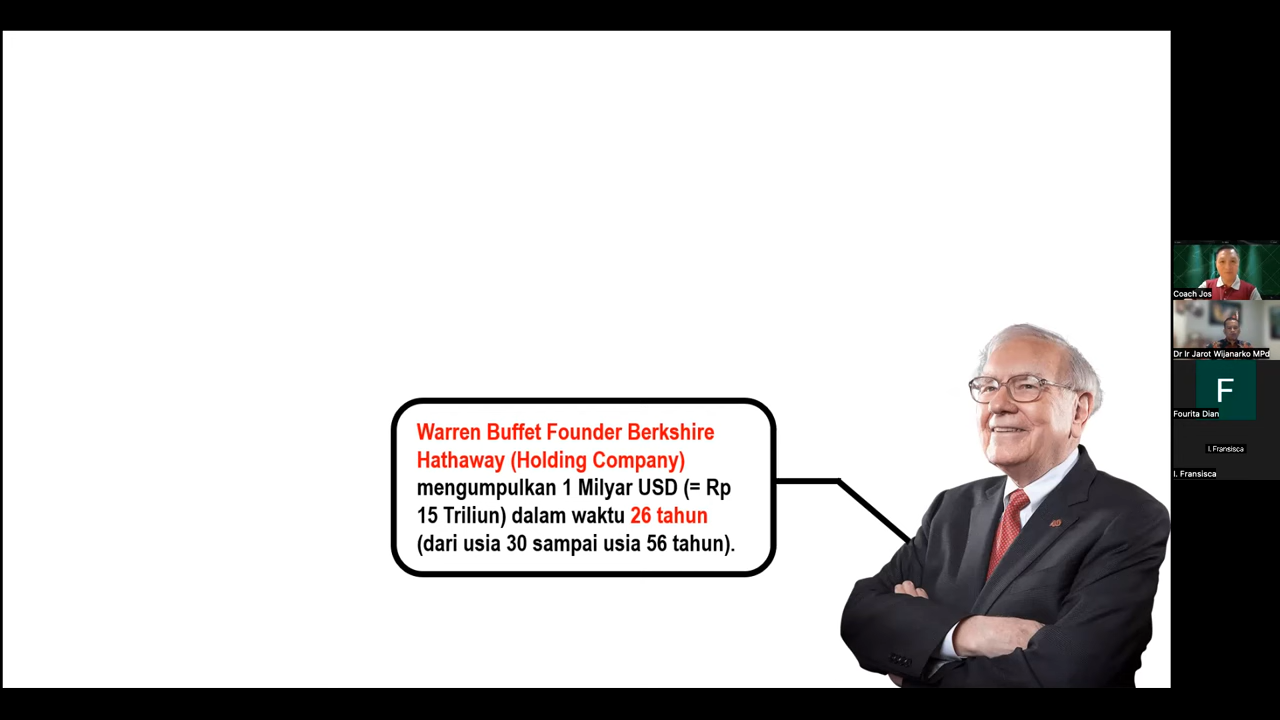 Warren Buffet Founder Berkshire
Hathaway (Holding Company)
mengumpulkan 1 Milyar USD (= Rp
15 Triliun) dalam waktu 26 tahun
(dari usia 30 sampai usia 56 tahun).
Coach Jos
Dr Ir Jarot Wijanarko MPd
F
Fourita Dian
I. Fransisca
I. Fransisca